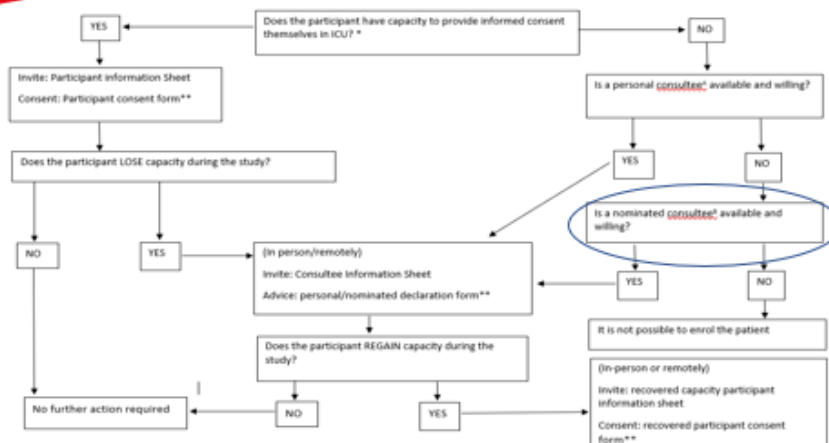 Does the participant have capacity to provide informed consent
themselves in ICU? *
YES
NO
Invite: Participant information Sheet
Consent: Participant consent form**
Is a personal consultee^ available and willing?
Does the participant LOSE capacity during the study?
YES
NO
Is a nominated consultee^ available and
willing?
NO
YES
(In person/remotely)
Invite: Consultee Information Sheet
Advice: personal/nominated declaration form**
YES
NO
It is not possible to enrol the patient
Does the participant REGAIN capacity during the
study?
(In-person or remotely)
Invite: recovered capacity participant
information sheet
Consent: recovered participant consent
form**
No further action required
NO
YES